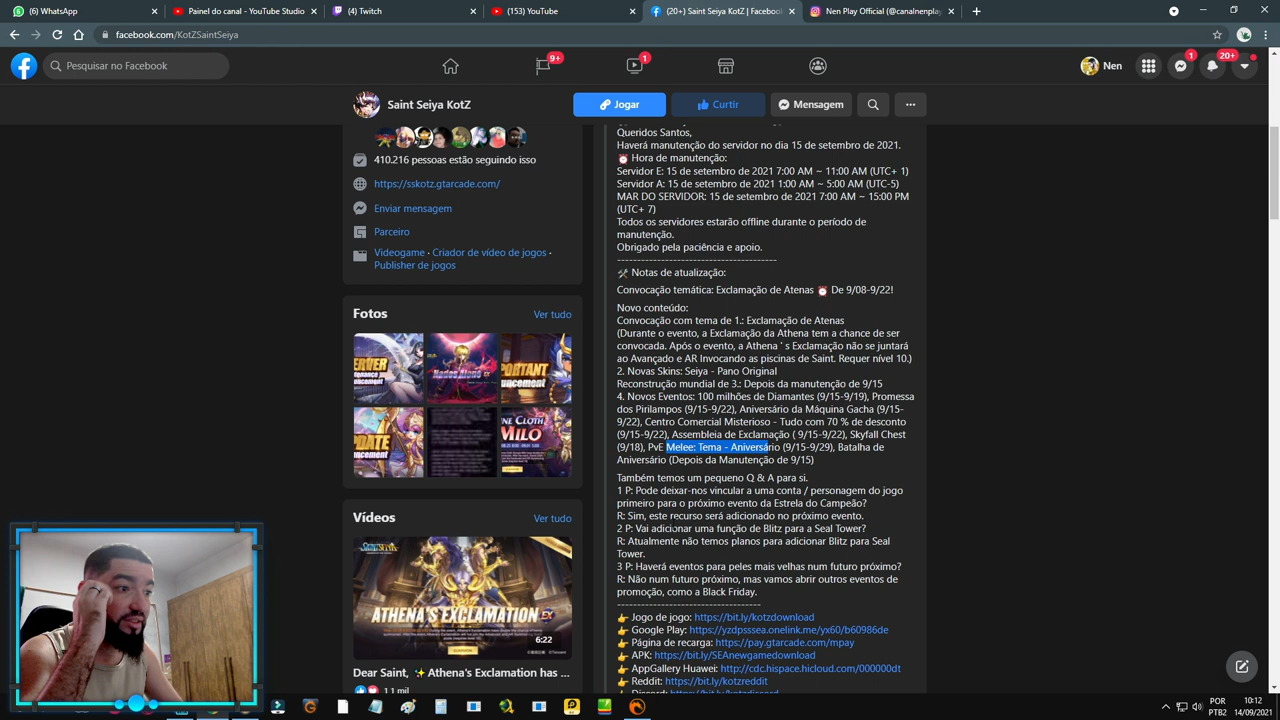 (6) WhatsApp
Painel do canal - YouTube Studio
(4) Twitch
(153) YouTube
(20+) Saint Seiya KotZ | Facebook
Nen Play Official (@canalnenplay
facebook.com/KotZSaintSeiya
Pesquisar no Facebook
9+
1
Nen
1
20+
Saint Seiya KotZ
Jogar
Curtir
Mensagem
410.216 pessoas estão seguindo isso
https://sskotz.gtarcade.com/
Enviar mensagem
Parceiro
Videogame · Criador de vídeo de jogos ·
Publisher de jogos
Fotos
Ver tudo
Vídeos
Ver tudo
ATHENA'S EXCLAMATION EX
6:22
Dear Saint, ✨ Athena's Exclamation has ...
1,1 mil
Queridos Santos,
Haverá manutenção do servidor no dia 15 de setembro de 2021.
⏰ Hora de manutenção:
Servidor E: 15 de setembro de 2021 7:00 AM ~ 11:00 AM (UTC+ 1)
Servidor A: 15 de setembro de 2021 1:00 AM ~ 5:00 AM (UTC-5)
MAR DO SERVIDOR: 15 de setembro de 2021 7:00 AM ~ 15:00 PM
(UTC+ 7)
Todos os servidores estarão offline durante o período de
manutenção.
Obrigado pela paciência e apoio.
----------------------------------------
🛠 Notas de atualização:
Convocação temática: Exclamação de Atenas ⏰ De 9/08-9/22!
Novo conteúdo:
Convocação com tema de 1.: Exclamação de Atenas
(Durante o evento, a Exclamação da Athena tem a chance de ser
convocada. Após o evento, a Athena ' s Exclamação não se juntará
ao Avançado e AR Invocando as piscinas de Saint. Requer nível 10.)
2. Novas Skins: Seiya - Pano Original
Reconstrução mundial de 3.: Depois da manutenção de 9/15
4. Novos Eventos: 100 milhões de Diamantes (9/15-9/19), Promessa
dos Pirilampos (9/15-9/22), Aniversário da Máquina Gacha (9/15-
9/22), Centro Comercial Misterioso - Tudo com 70 % de desconto
(9/15-9/22), Assembleia de Exclamação ( 9/15-9/22), Skyfall Chest
(9/18), PvE Melee: Tema - Aniversário (9/15-9/29), Batalha de
Aniversário (Depois da Manutenção de 9/15)
Também temos um pequeno Q & A para si.
1 P: Pode deixar-nos vincular a uma conta / personagem do jogo
primeiro para o próximo evento da Estrela do Campeão?
R: Sim, este recurso será adicionado no próximo evento.
2 P: Vai adicionar uma função de Blitz para a Seal Tower?
R: Atualmente não temos planos para adicionar Blitz para Seal
Tower.
3 P: Haverá eventos para peles mais velhas num futuro próximo?
R: Não num futuro próximo, mas vamos abrir outros eventos de
promoção, como a Black Friday.
------------------------------------
👉 Jogo de jogo: https://bit.ly/kotzdownload
👉 Google Play: https://yzdpsssea.onelink.me/yx60/b60986de
👉 Página de recarga: https://pay.gtarcade.com/mpay
👉 APK: https://bit.ly/SEAnewgamedownload
👉 AppGallery Huawei: http://cdc.hispace.hicloud.com/000000dt
👉 Reddit: https://bit.ly/kotzreddit
👉 Discord: https://bit.ly/kotzdiscord
POR
PTB2
10:12
14/09/2021